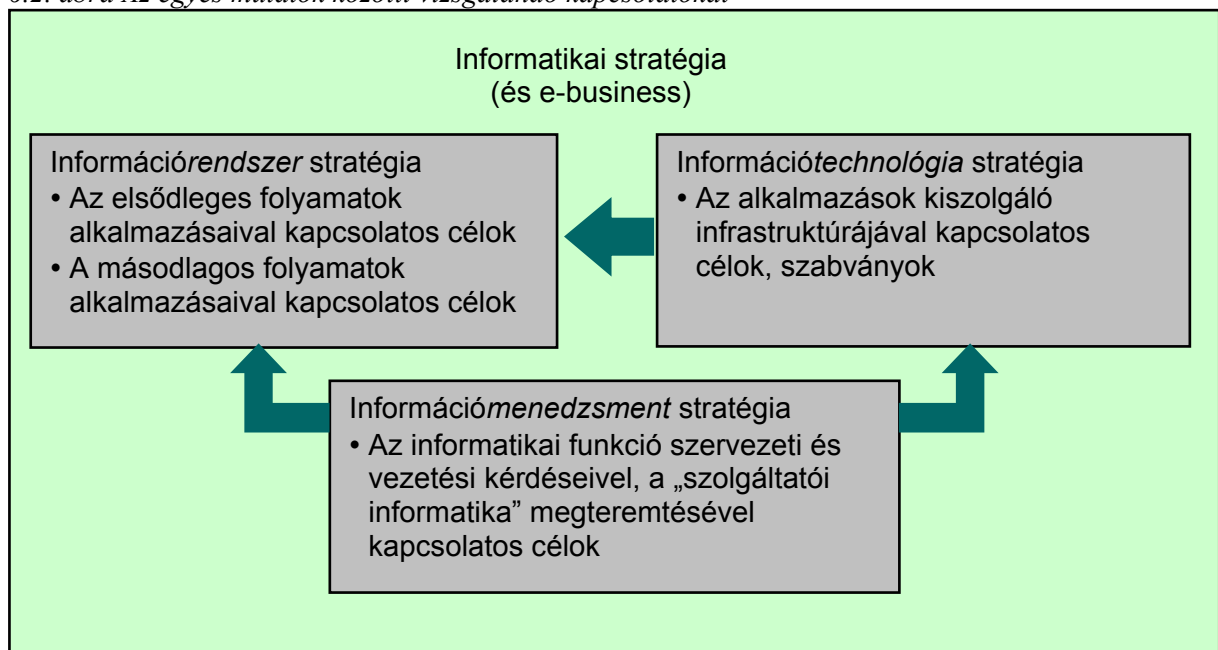 Informatikai stratégia
(és e-business)
Információrendszer stratégia
• Az elsődleges folyamatok
alkalmazásaival kapcsolatos célok
• A másodlagos folyamatok
alkalmazásaival kapcsolatos célok
Információtechnológia stratégia
• Az alkalmazások kiszolgáló
infrastruktúrájával kapcsolatos
célok, szabványok
Információmenedzsment stratégia
• Az informatikai funkció szervezeti és
vezetési kérdéseivel, a „szolgáltatói
informatika” megteremtésével
kapcsolatos célok